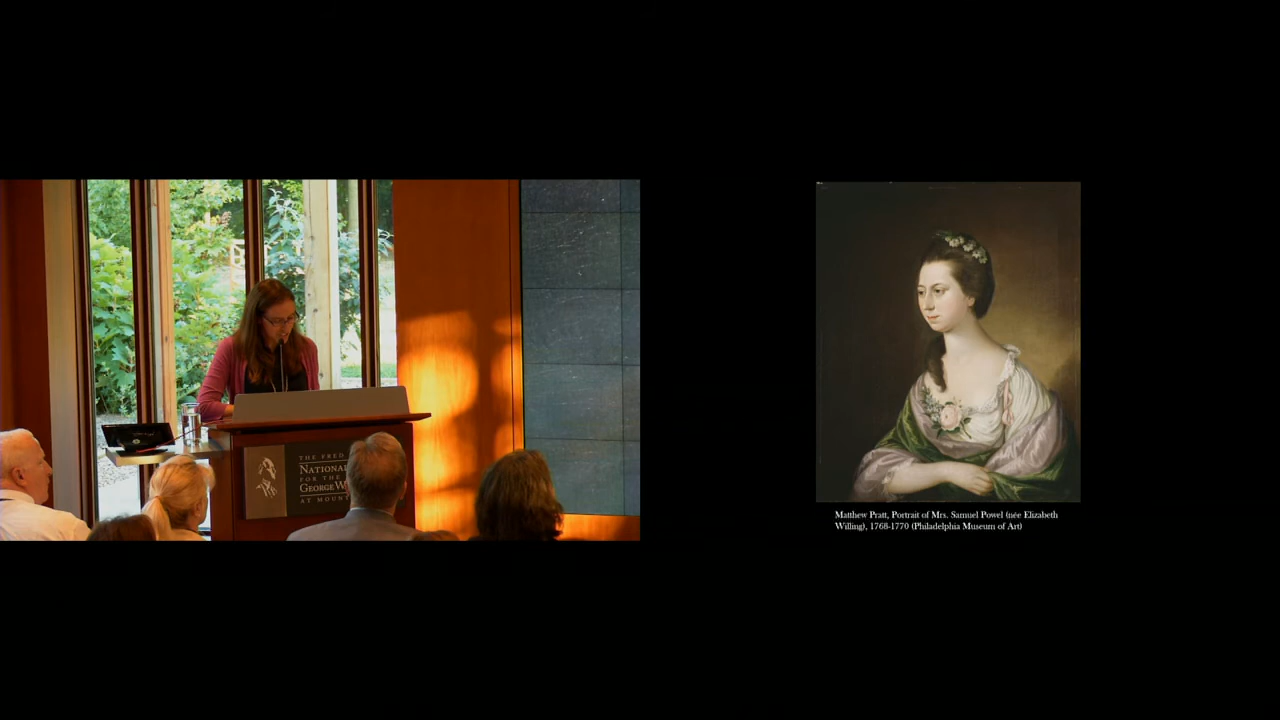 THE FRED
NATIONAL
FOR THE
GEORGE W
AT MOUNT
Matthew Pratt, Portrait of Mrs. Samuel Powel (née Elizabeth
Willing), 1768-1770 (Philadelphia Museum of Art)